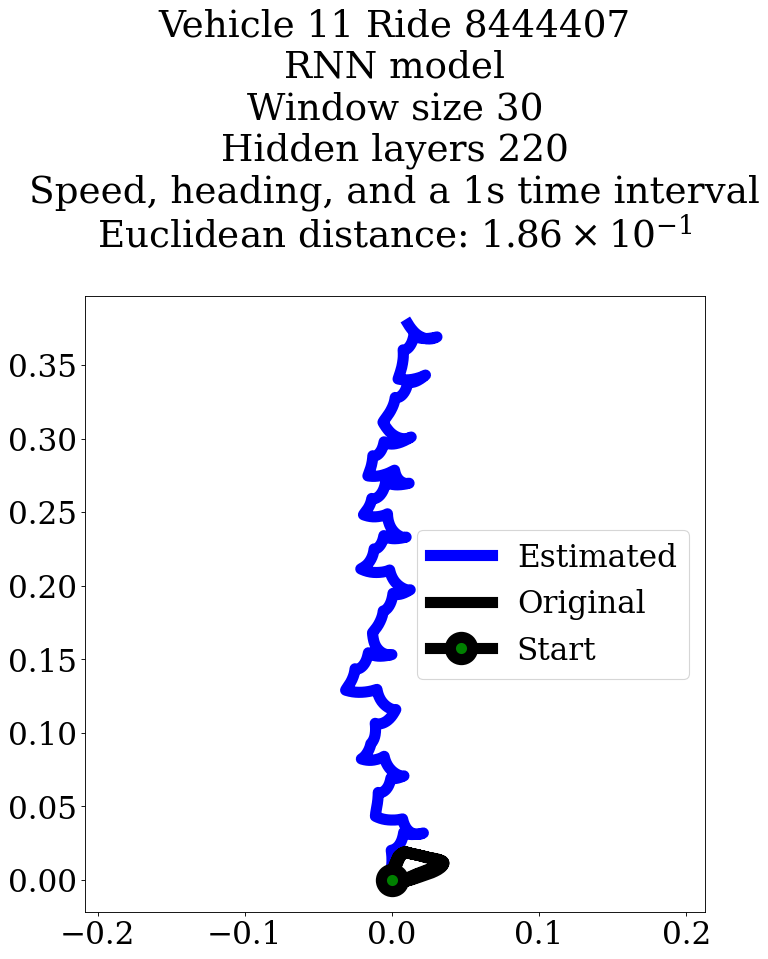 Vehicle 11 Ride 8444407
RNN model
Window size 30
Hidden layers 220
Speed, heading, and a 1s time interval
Euclidean distance: 1.86 × 10⁻¹
0.35
0.30
0.25
0.20
0.15
0.10
0.05
0.00
Estimated
Original
Start
−0.2
−0.1
0.0
0.1
0.2